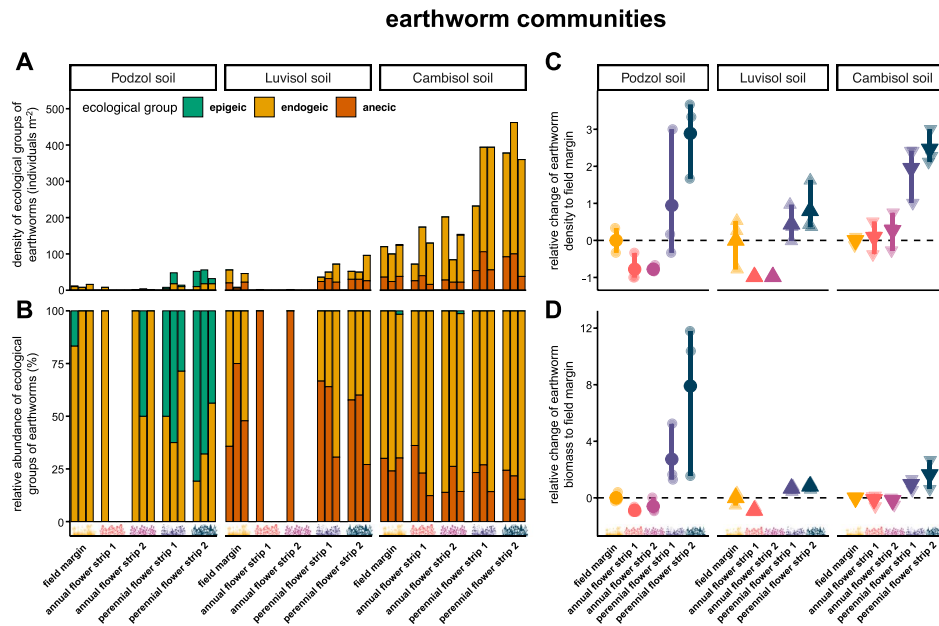 earthworm communities
A
Podzol soil
Luvisol soil
Cambisol soil
ecological group
epigeic
endogeic
anecic
density of ecological groups of
earthworms (individuals m⁻²)
500
400
300
200
100
0
B
relative abundance of ecological
groups of earthworms (%)
100
75
50
25
0
field margin
annual flower strip 1
annual flower strip 2
perennial flower strip 1
perennial flower strip 2
field margin
annual flower strip 1
annual flower strip 2
perennial flower strip 1
perennial flower strip 2
field margin
annual flower strip 1
annual flower strip 2
perennial flower strip 1
perennial flower strip 2
C
Podzol soil
Luvisol soil
Cambisol soil
relative change of earthworm
density to field margin
3
2
1
0
-1
D
relative change of earthworm
biomass to field margin
12
8
4
0
field margin
annual flower strip 1
annual flower strip 2
perennial flower strip 1
perennial flower strip 2
field margin
annual flower strip 1
annual flower strip 2
perennial flower strip 1
perennial flower strip 2
field margin
annual flower strip 1
annual flower strip 2
perennial flower strip 1
perennial flower strip 2